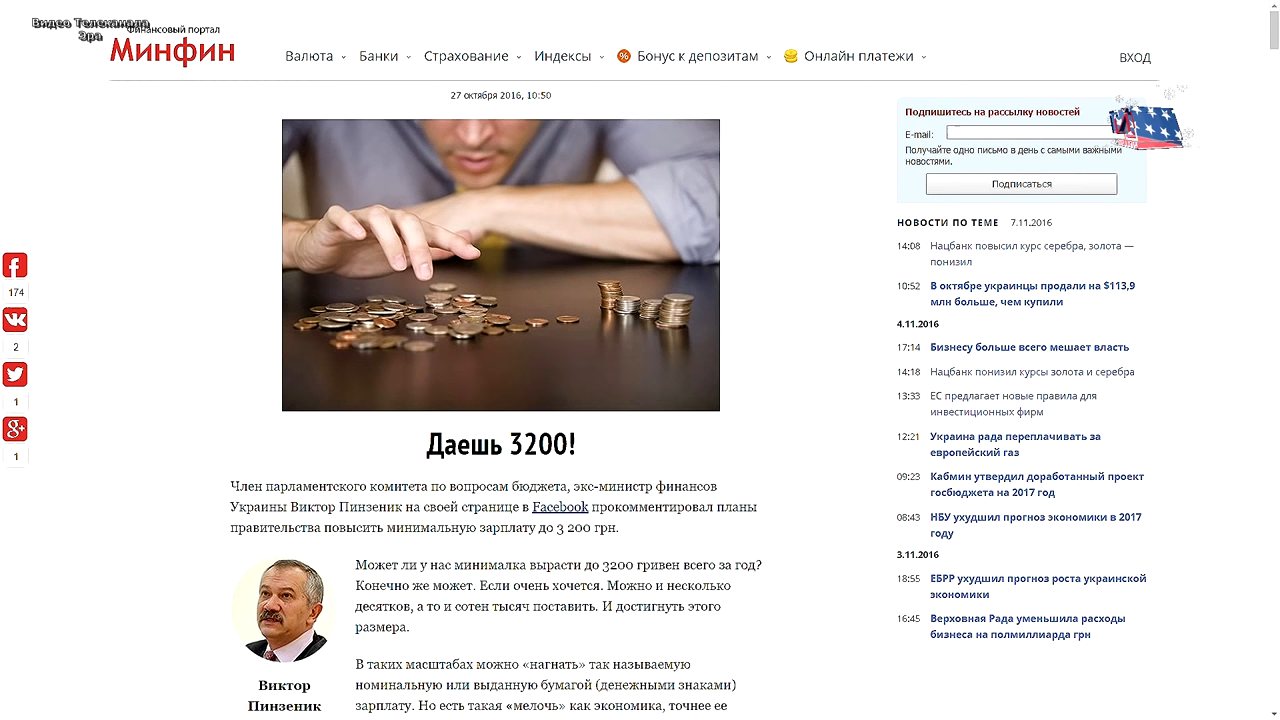 Видео Телеканала
Эра
Финансовый портал
Минфин
Валюта Банки Страхование Индексы % Бонус к депозитам Онлайн платежи ВХОД
27 октября 2016, 10:50
Даешь 3200!
Член парламентского комитета по вопросам бюджета, экс-министр финансов
Украины Виктор Пинзеник на своей странице в Facebook прокомментировал планы
правительства повысить минимальную зарплату до 3 200 грн.
Может ли у нас минималка вырасти до 3200 гривен всего за год?
Конечно же может. Если очень хочется. Можно и несколько
десятков, а то и сотен тысяч поставить. И достигнуть этого
размера.
В таких масштабах можно «нагнать» так называемую
номинальную или выданную бумагой (денежными знаками)
зарплату. Но есть такая «мелочь» как экономика, точнее ее
Виктор
Пинзеник
174
2
1
1
Подпишитесь на рассылку новостей
E-mail:
Получайте одно письмо в день с самыми важными
новостями.
Подписаться
НОВОСТИ ПО ТЕМЕ 7.11.2016
14:08 Нацбанк повысил курс серебра, золота —
понизил
10:52 В октябре украинцы продали на $113,9
млн больше, чем купили
4.11.2016
17:14 Бизнесу больше всего мешает власть
14:18 Нацбанк понизил курсы золота и серебра
13:33 ЕС предлагает новые правила для
инвестиционных фирм
12:21 Украина рада переплачивать за
европейский газ
09:23 Кабмин утвердил доработанный проект
госбюджета на 2017 год
08:43 НБУ ухудшил прогноз экономики в 2017
году
3.11.2016
18:55 ЕБРР ухудшил прогноз роста украинской
экономики
16:45 Верховная Рада уменьшила расходы
бизнеса на полмиллиарда грн